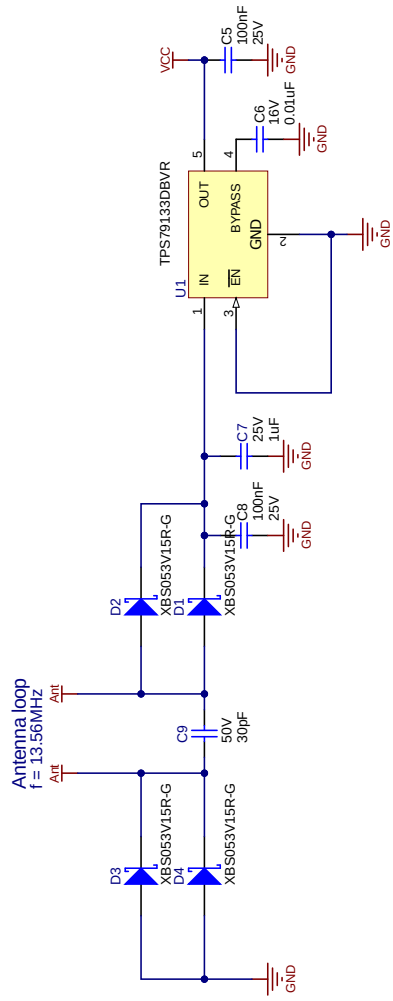 Antenna loop
f = 13.56MHz
Ant
Ant
D3
XBS053V15R-G
D4
XBS053V15R-G
GND
C9
50V
30pF
D2
XBS053V15R-G
D1
XBS053V15R-G
C8
100nF
25V
GND
C7
25V
1uF
GND
TPS79133DBVR
U1
1
IN
3
EN
OUT
5
BYPASS
4
GND
2
GND
VCC
C5
100nF
25V
GND
C6
16V
0.01uF
GND